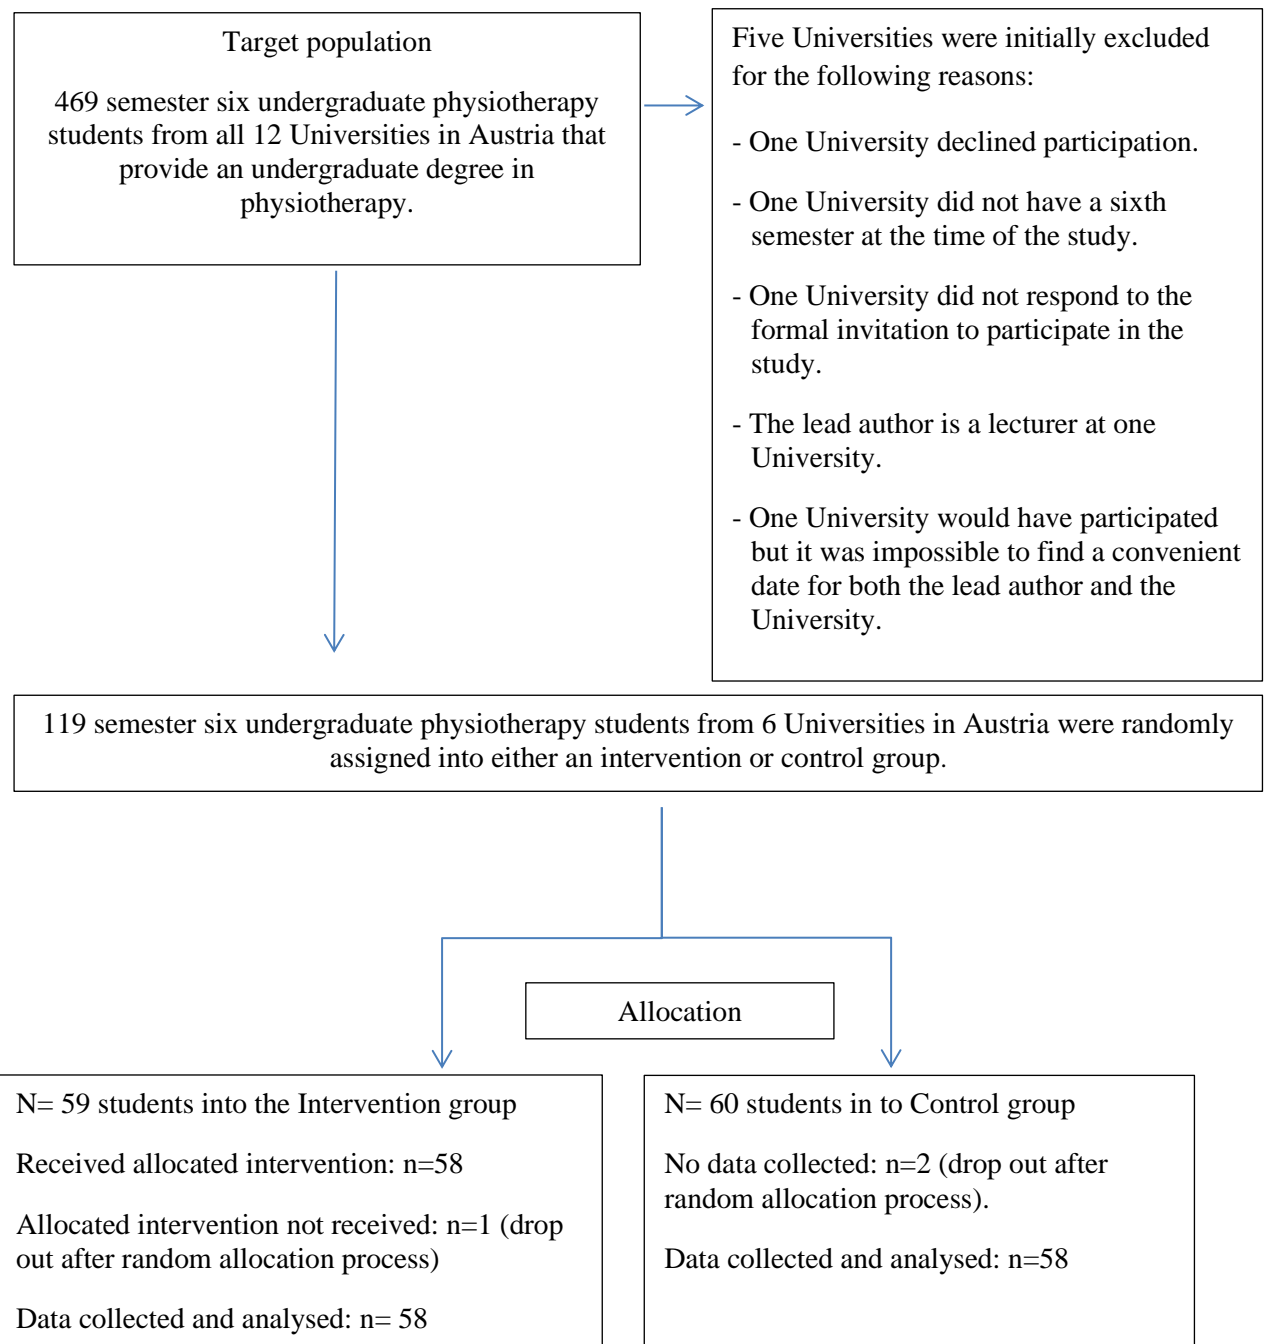 Target population
469 semester six undergraduate physiotherapy
students from all 12 Universities in Austria that
provide an undergraduate degree in
physiotherapy.
Five Universities were initially excluded
for the following reasons:
- One University declined participation.
- One University did not have a sixth
semester at the time of the study.
- One University did not respond to the
formal invitation to participate in the
study.
- The lead author is a lecturer at one
University.
- One University would have participated
but it was impossible to find a convenient
date for both the lead author and the
University.
119 semester six undergraduate physiotherapy students from 6 Universities in Austria were randomly
assigned into either an intervention or control group.
Allocation
N= 59 students into the Intervention group
Received allocated intervention: n=58
Allocated intervention not received: n=1 (drop
out after random allocation process)
Data collected and analysed: n= 58
N= 60 students in to Control group
No data collected: n=2 (drop out after
random allocation process).
Data collected and analysed: n=58